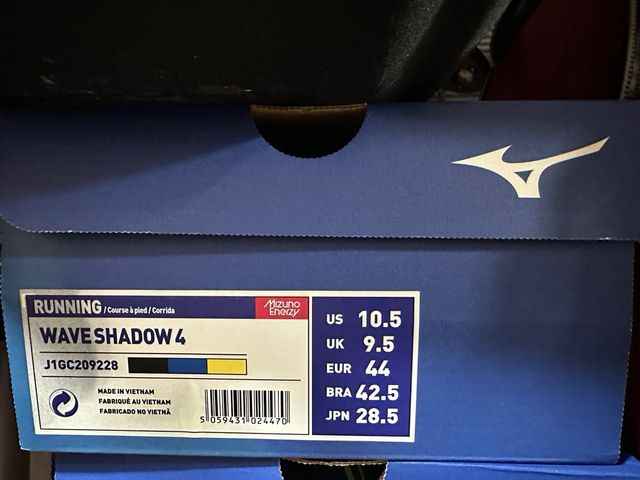 RUNNING / Course à pied / Corrida
Mizuno
Enerzy
WAVE SHADOW 4
J1GC209228
MADE IN VIETNAM
FABRIQUÉ AU VIETNAM
FABRICADO NO VIETNÃ
5 059431 024470
US 10.5
UK 9.5
EUR 44
BRA 42.5
JPN 28.5